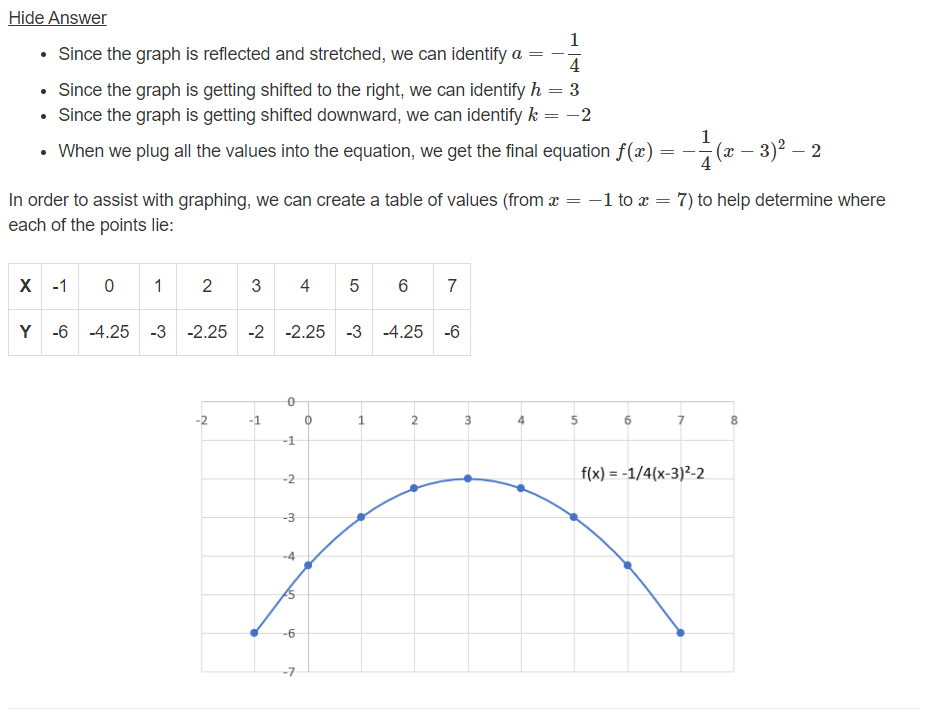 Hide Answer
• Since the graph is reflected and stretched, we can identify a = −1/4
• Since the graph is getting shifted to the right, we can identify h = 3
• Since the graph is getting shifted downward, we can identify k = −2
• When we plug all the values into the equation, we get the final equation f(x) = −1/4(x − 3)² − 2
In order to assist with graphing, we can create a table of values (from x = −1 to x = 7) to help determine where
each of the points lie:
X -1 0 1 2 3 4 5 6 7
Y -6 -4.25 -3 -2.25 -2 -2.25 -3 -4.25 -6
0
-2 -1 0 1 2 3 4 5 6 7 8
-1
f(x) = -1/4(x-3)²-2
-2
-3
-4
-5
-6
-7